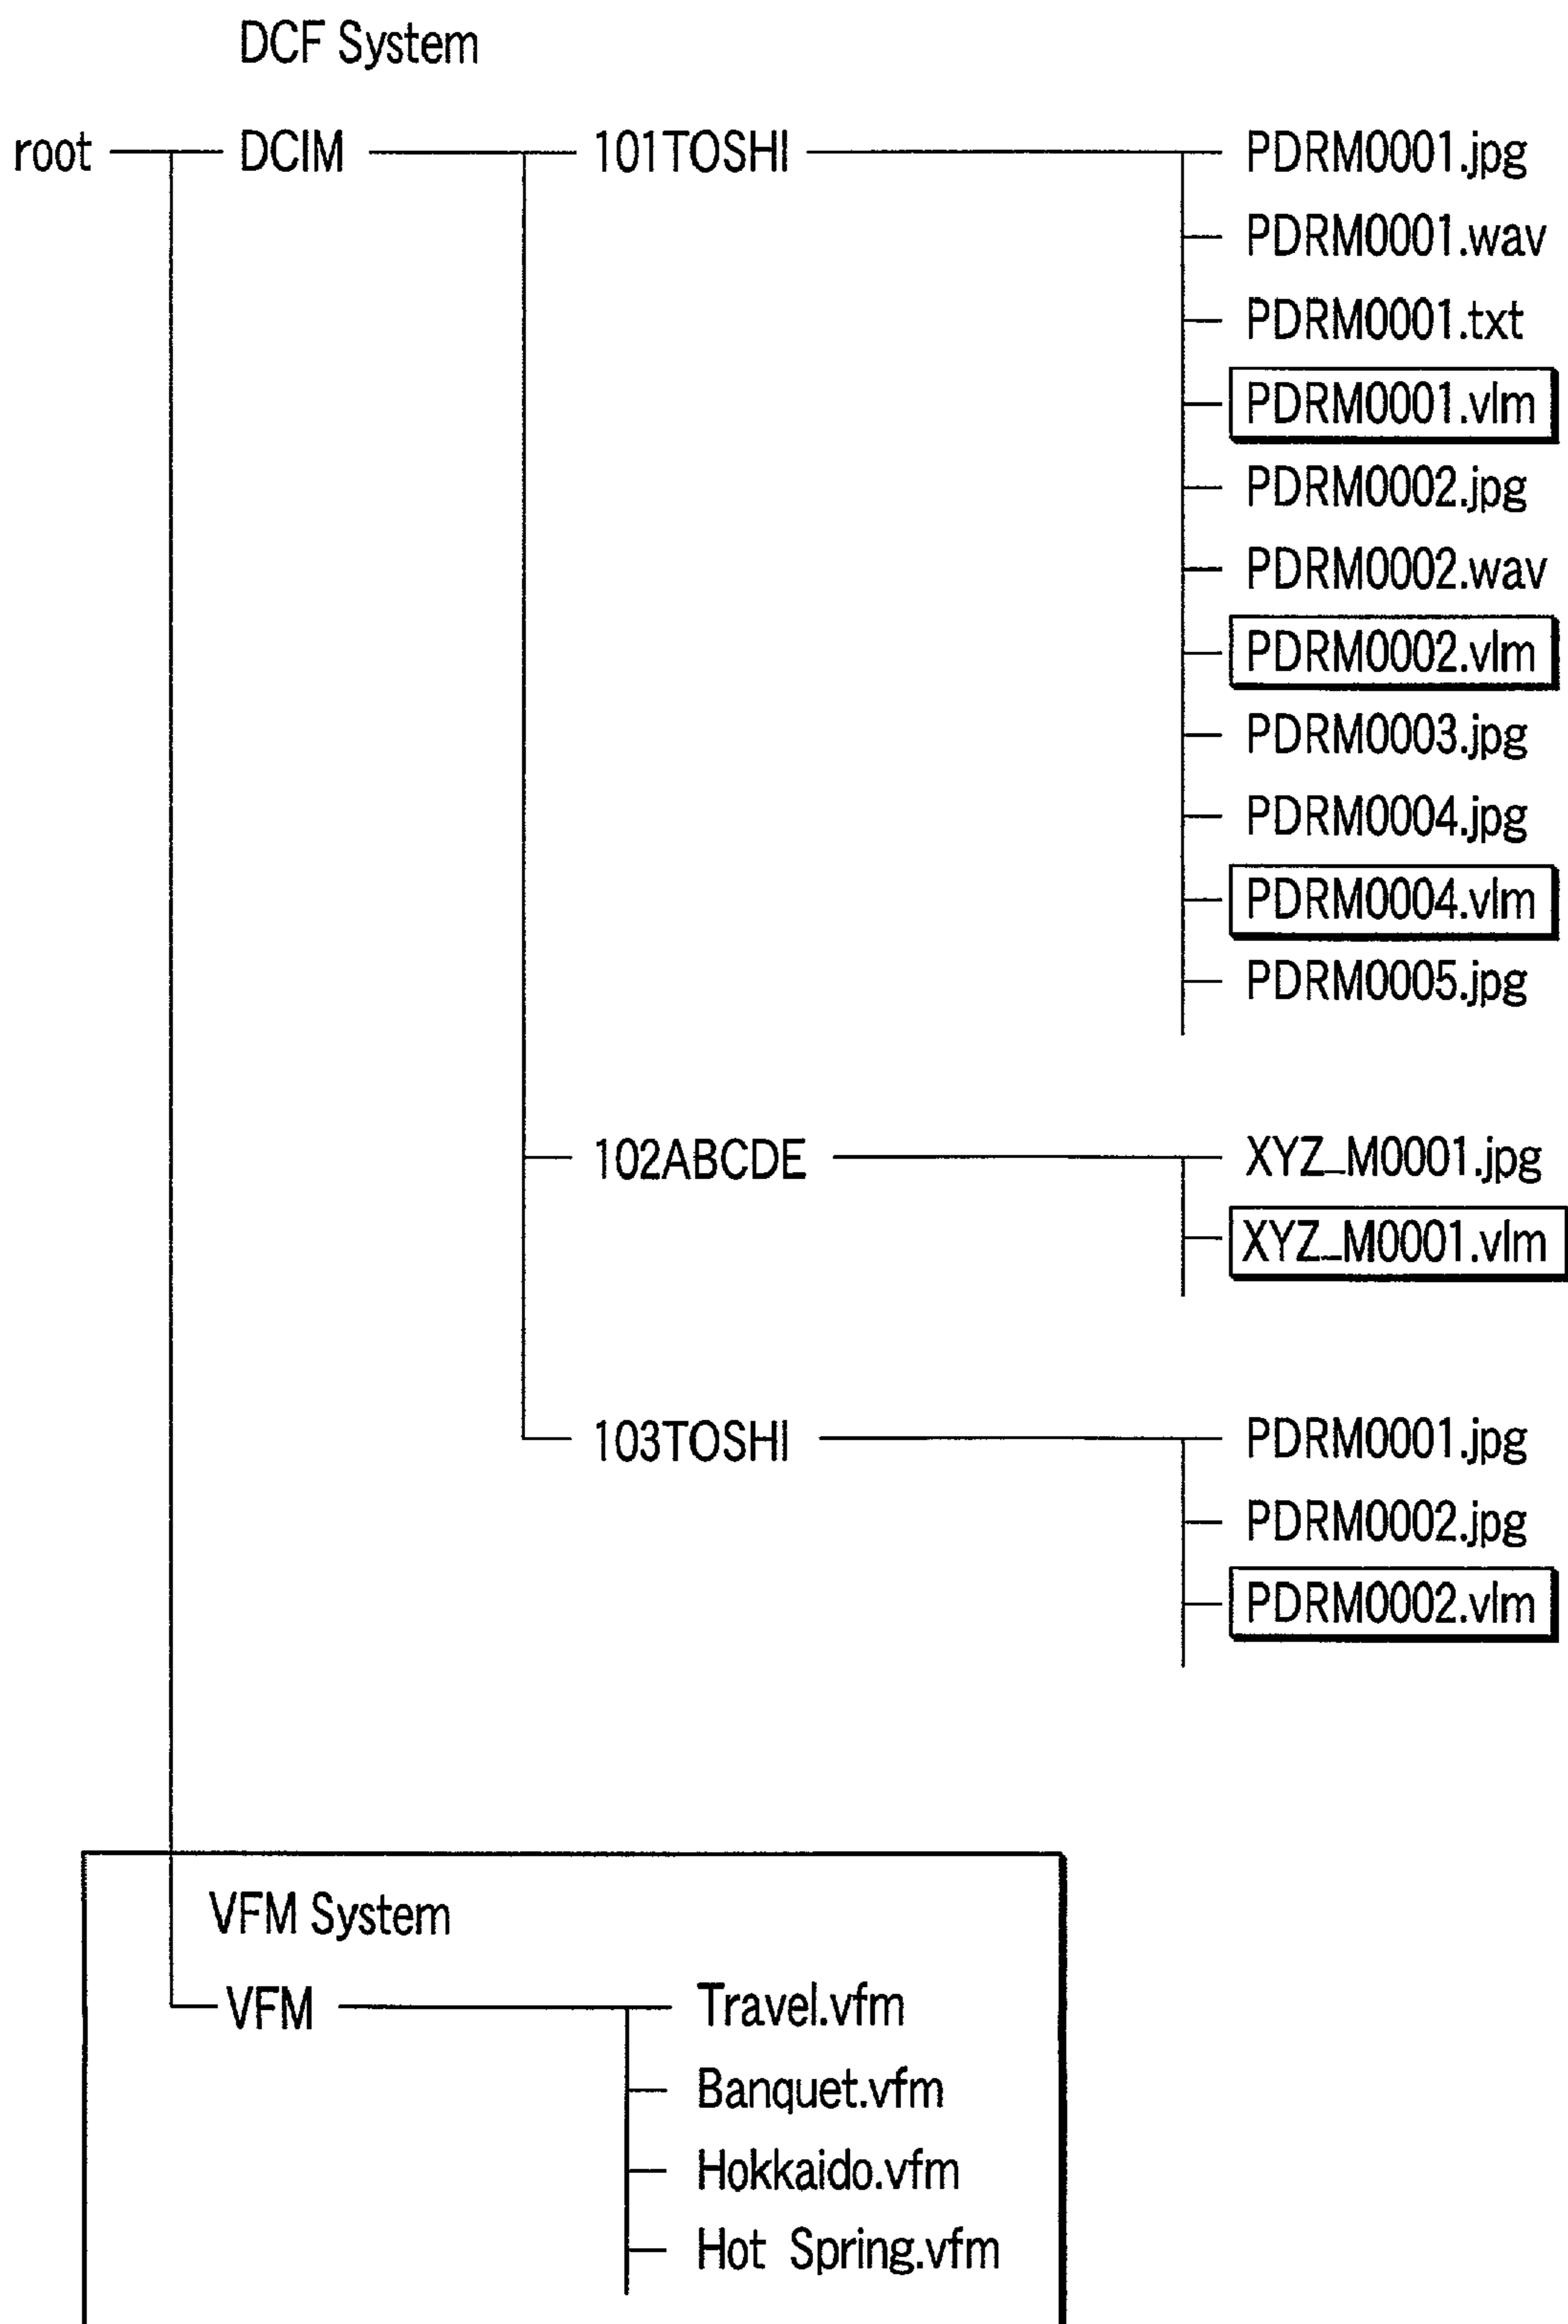 DCF System
root DCIM 101TOSHI PDRM0001.jpg
PDRM0001.wav
PDRM0001.txt
PDRM0001.vlm
PDRM0002.jpg
PDRM0002.wav
PDRM0002.vlm
PDRM0003.jpg
PDRM0004.jpg
PDRM0004.vlm
PDRM0005.jpg
102ABCDE XYZ_M0001.jpg
XYZ_M0001.vlm
103TOSHI PDRM0001.jpg
PDRM0002.jpg
PDRM0002.vlm
VFM System
VFM Travel.vfm
Banquet.vfm
Hokkaido.vfm
Hot Spring.vfm